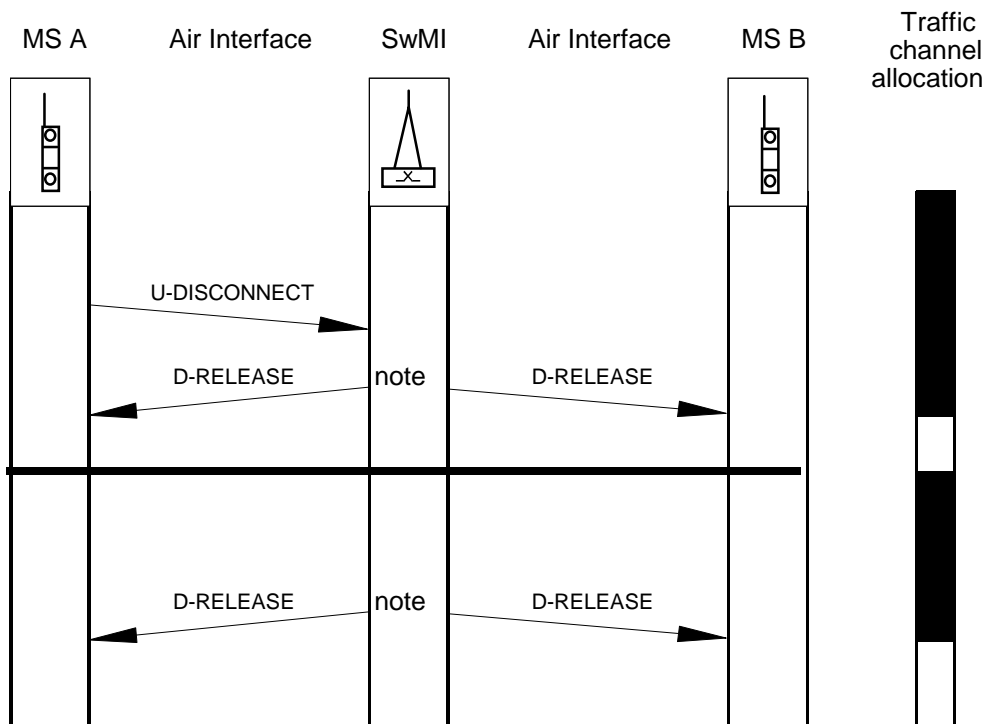 MS A Air Interface SwMI Air Interface MS B
Traffic
channel
allocation
U-DISCONNECT
D-RELEASE note D-RELEASE
D-RELEASE note D-RELEASE